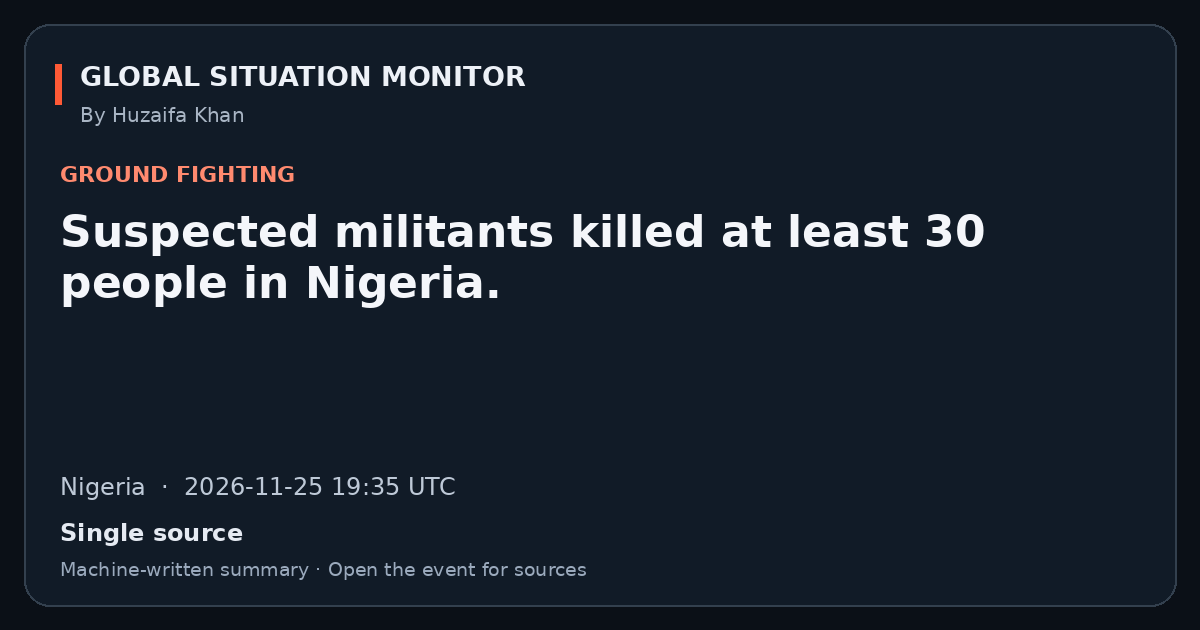 GLOBAL SITUATION MONITOR
By Huzaifa Khan
GROUND FIGHTING
Suspected militants killed at least 30
people in Nigeria.
Nigeria · 2026-11-25 19:35 UTC
Single source
Machine-written summary · Open the event for sources